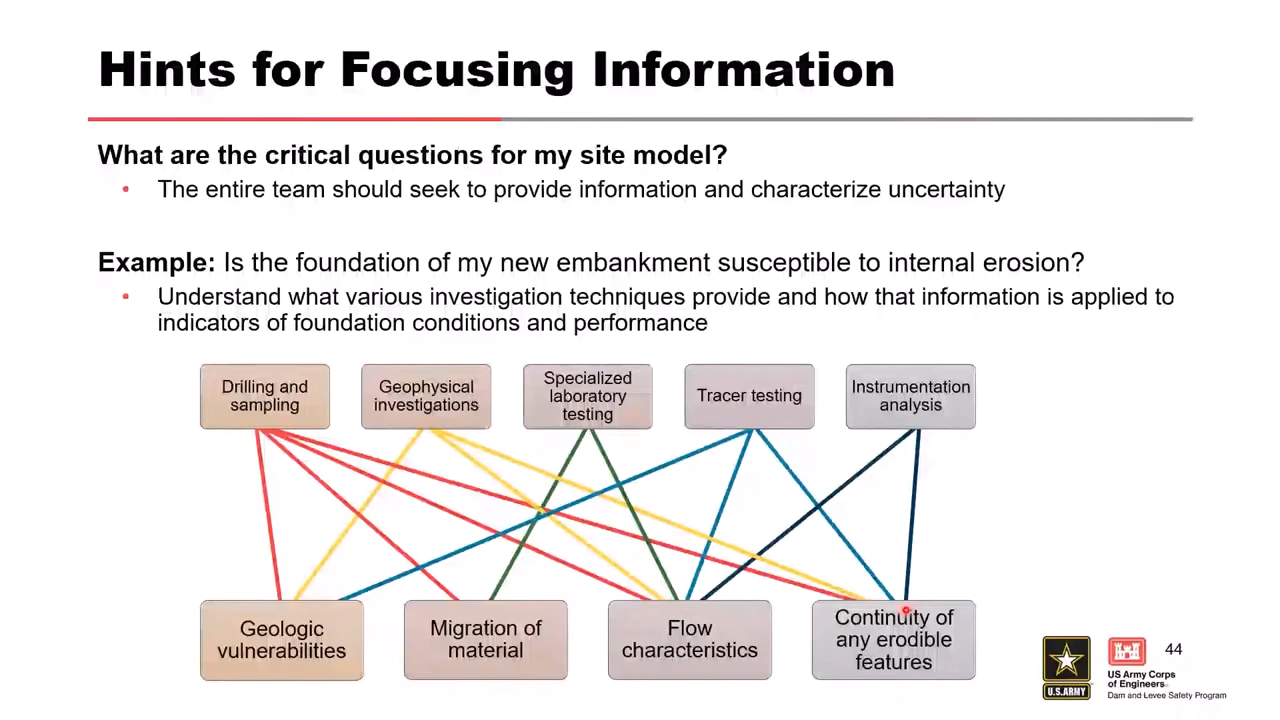 Hints for Focusing Information
What are the critical questions for my site model?
• The entire team should seek to provide information and characterize uncertainty
Example: Is the foundation of my new embankment susceptible to internal erosion?
• Understand what various investigation techniques provide and how that information is applied to
indicators of foundation conditions and performance
Drilling and
sampling
Geophysical
investigations
Specialized
laboratory
testing
Tracer testing
Instrumentation
analysis
Geologic
vulnerabilities
Migration of
material
Flow
characteristics
Continuity of
any erodible
features
U.S.ARMY
US Army Corps
of Engineers
Dam and Levee Safety Program
44